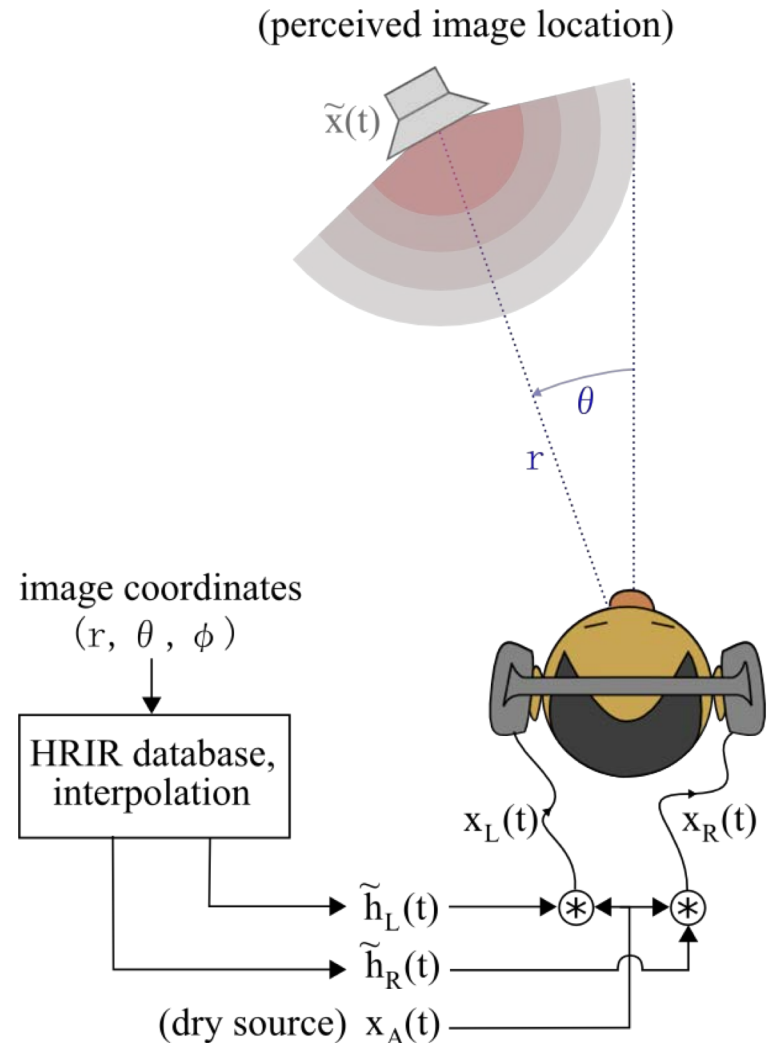 (perceived image location)
x̃(t)
θ
r
image coordinates
(r, θ, ϕ)
HRIR database,
interpolation
x_L(t)
x_R(t)
h̃_L(t)
h̃_R(t)
(dry source) x_A(t)